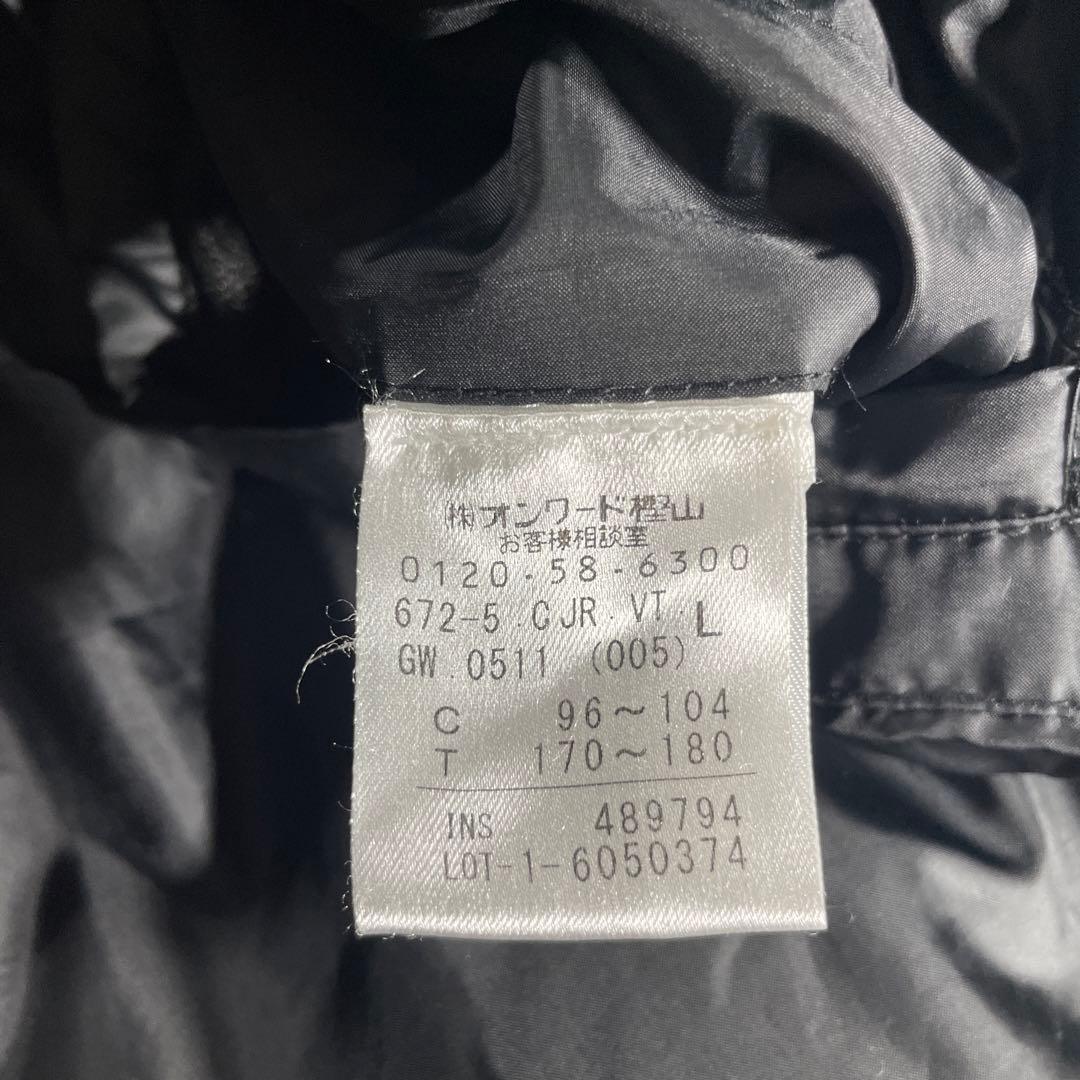 ㈱オンワード樫山
お客様相談室
0120-58-6300
672-5.CJR.VT.L
GW.0511 (005)
C 96~104
T 170~180
INS 489794
LOT-1-6050374